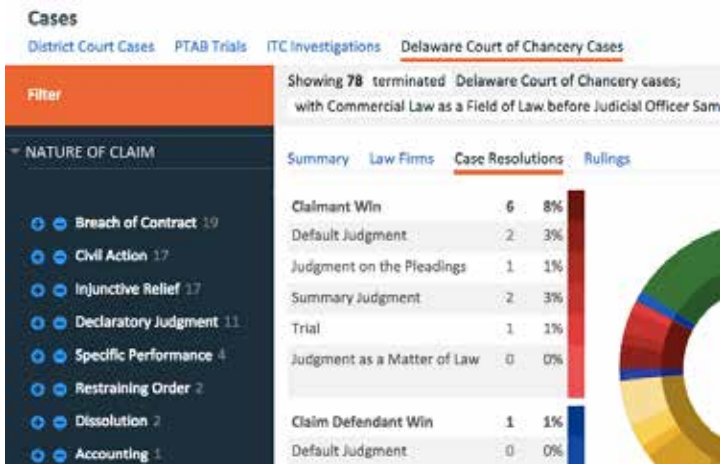 Cases
District Court Cases PTAB Trials ITC Investigations Delaware Court of Chancery Cases
Filter
Showing 78 terminated Delaware Court of Chancery cases;
with Commercial Law as a Field of Law before Judicial Officer Sam
NATURE OF CLAIM
Breach of Contract 19
Civil Action 17
Injunctive Relief 17
Declaratory Judgment 11
Specific Performance 4
Restraining Order 2
Dissolution 2
Accounting 1
Summary Law Firms Case Resolutions Rulings
Claimant Win 6 8%
Default Judgment 2 3%
Judgment on the Pleadings 1 1%
Summary Judgment 2 3%
Trial 1 1%
Judgment as a Matter of Law 0 0%
Claim Defendant Win 1 1%
Default Judgment 0 0%